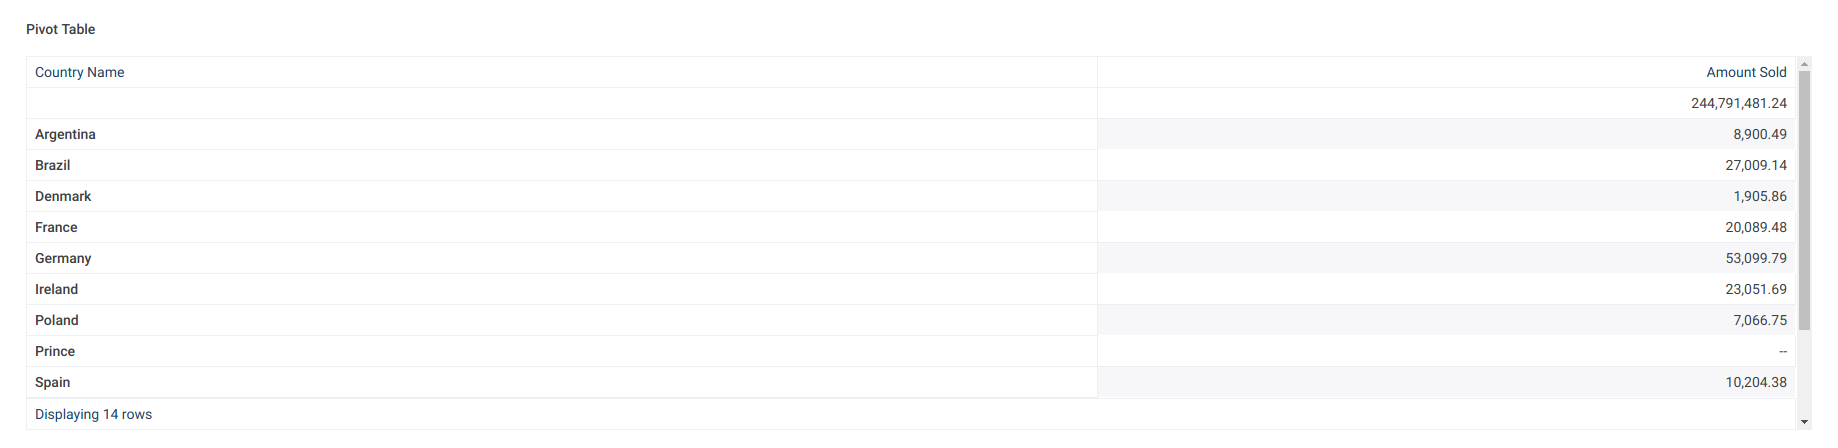 Pivot Table
Country Name Amount Sold
244,791,481.24
Argentina 8,900.49
Brazil 27,009.14
Denmark 1,905.86
France 20,089.48
Germany 53,099.79
Ireland 23,051.69
Poland 7,066.75
Prince --
Spain 10,204.38
Displaying 14 rows